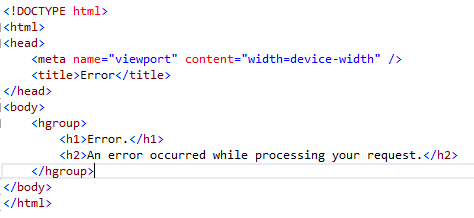 <!DOCTYPE html>
<html>
<head>
    <meta name="viewport" content="width=device-width" />
    <title>Error</title>
</head>
<body>
    <hgroup>
        <h1>Error.</h1>
        <h2>An error occurred while processing your request.</h2>
    </hgroup>
</body>
</html>